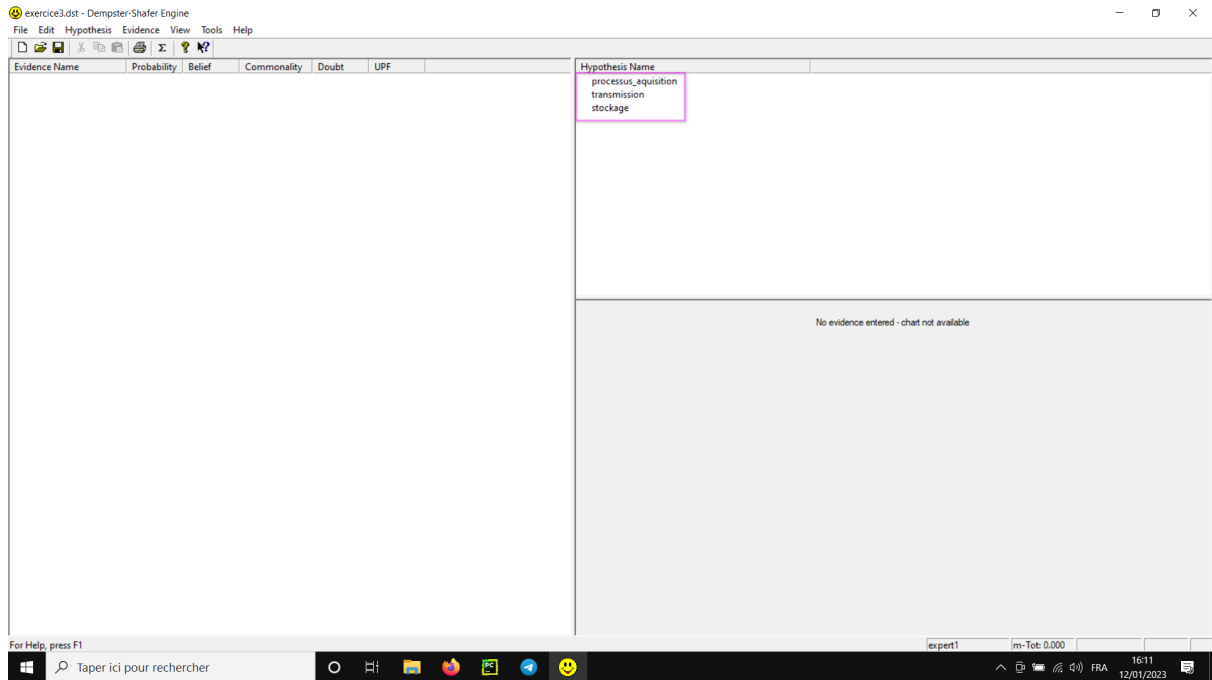 exercice3.dst - Dempster-Shafer Engine
File Edit Hypothesis Evidence View Tools Help
Evidence Name Probability Belief Commonality Doubt UPF
Hypothesis Name
processus_aquisition
transmission
stockage
No evidence entered - chart not available
For Help, press F1
expert1 m-Tot: 0.000
Taper ici pour rechercher
FRA
16:11
12/01/2023